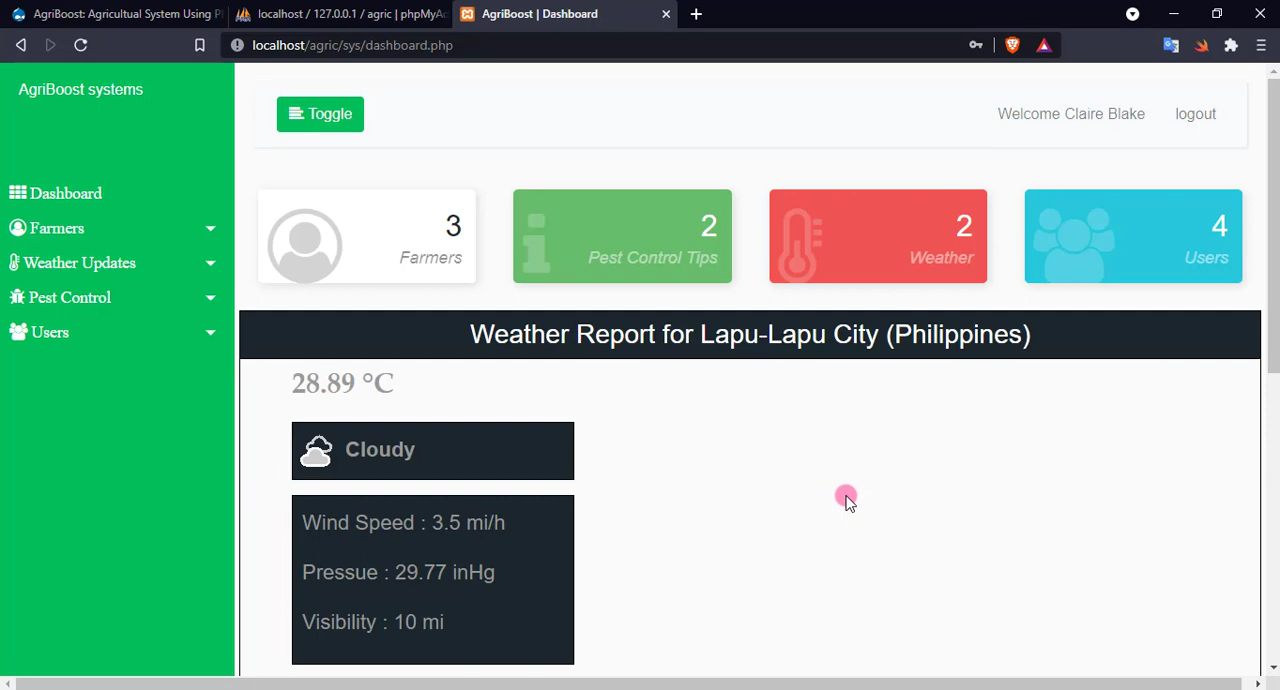 AgriBoost: Agricultual System Using P
localhost / 127.0.0.1 / agric | phpMyA
AgriBoost | Dashboard
localhost/agric/sys/dashboard.php
AgriBoost systems
Toggle
Welcome Claire Blake
logout
Dashboard
Farmers
Weather Updates
Pest Control
Users
3
Farmers
2
Pest Control Tips
2
Weather
4
Users
Weather Report for Lapu-Lapu City (Philippines)
28.89 °C
Cloudy
Wind Speed : 3.5 mi/h
Pressue : 29.77 inHg
Visibility : 10 mi